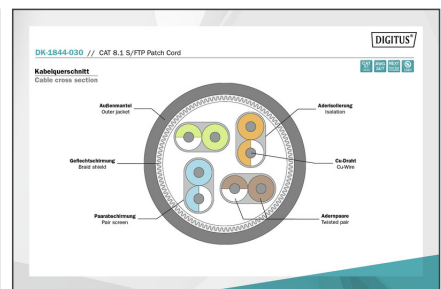 DIGITUS®
DK-1844-030 // CAT 8.1 S/FTP Patch Cord
Kabelquerschnitt
Cable cross section
Außenmantel
Outer jacket
Aderisolierung
Isolation
Geflechtschirmung
Braid shield
Cu-Draht
Cu-Wire
Paarabschirmung
Pair screen
Adernpaare
Twisted pair